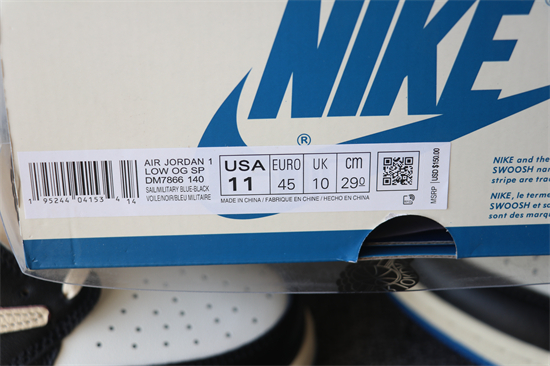 NIKE
®
1 95244 04153 4 14
AIR JORDAN 1
LOW OG SP
DM7866 140
SAIL/MILITARY BLUE-BLACK
VOILE/NOIR/BLEU MILITAIRE
USA
11
EURO
45
UK
10
cm
29
MADE IN CHINA / FABRIQUE EN CHINE / HECHO EN CHINA
MSRP USD $150.00
NIKE and the
SWOOSH
stripe are
NIKE, le
SWOOSH et
sont des